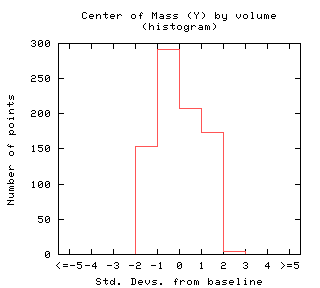 Center of Mass (Y) by volume
(histogram)
300
250
200
150
100
50
0
Number of points
<=-5 -4 -3 -2 -1 0 1 2 3 4 >=5
Std. Devs. from baseline